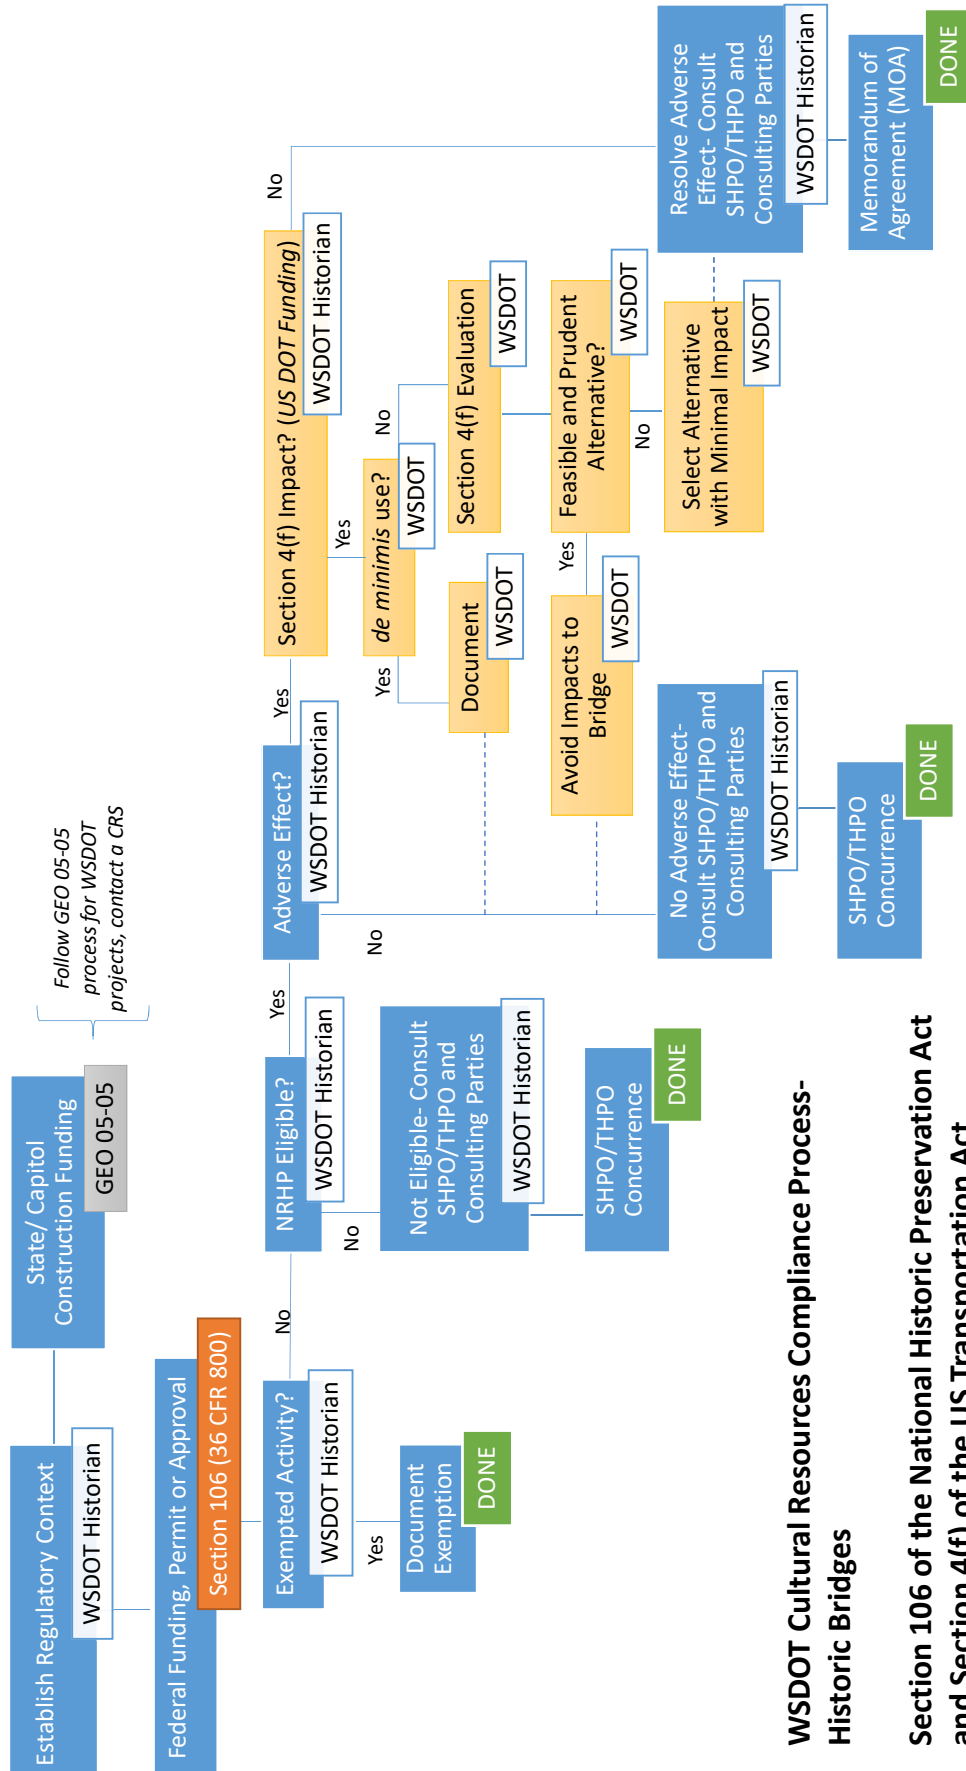 Establish Regulatory Context
WSDOT Historian
State/ Capitol
Construction Funding
GEO 05-05
Follow GEO 05-05
process for WSDOT
projects, contact a CRS
Federal Funding, Permit or Approval
Section 106 (36 CFR 800)
Exempted Activity?
WSDOT Historian
No
Yes
Document
Exemption
DONE
NRHP Eligible?
WSDOT Historian
Yes
No
Not Eligible- Consult
SHPO/THPO and
Consulting Parties
WSDOT Historian
SHPO/THPO
Concurrence
DONE
Adverse Effect?
WSDOT Historian
Yes
No
No Adverse Effect-
Consult SHPO/THPO and
Consulting Parties
WSDOT Historian
SHPO/THPO
Concurrence
DONE
Section 4(f) Impact? (US DOT Funding)
WSDOT Historian
No
Yes
de minimis use?
WSDOT
Yes
No
Document
WSDOT
Section 4(f) Evaluation
WSDOT
Feasible and Prudent
Alternative?
WSDOT
Yes
No
Avoid Impacts to
Bridge
WSDOT
Select Alternative
with Minimal Impact
WSDOT
Resolve Adverse
Effect- Consult
SHPO/THPO and
Consulting Parties
WSDOT Historian
Memorandum of
Agreement (MOA)
DONE
WSDOT Cultural Resources Compliance Process-
Historic Bridges
Section 106 of the National Historic Preservation Act
and Section 4(f) of the US Transportation Act